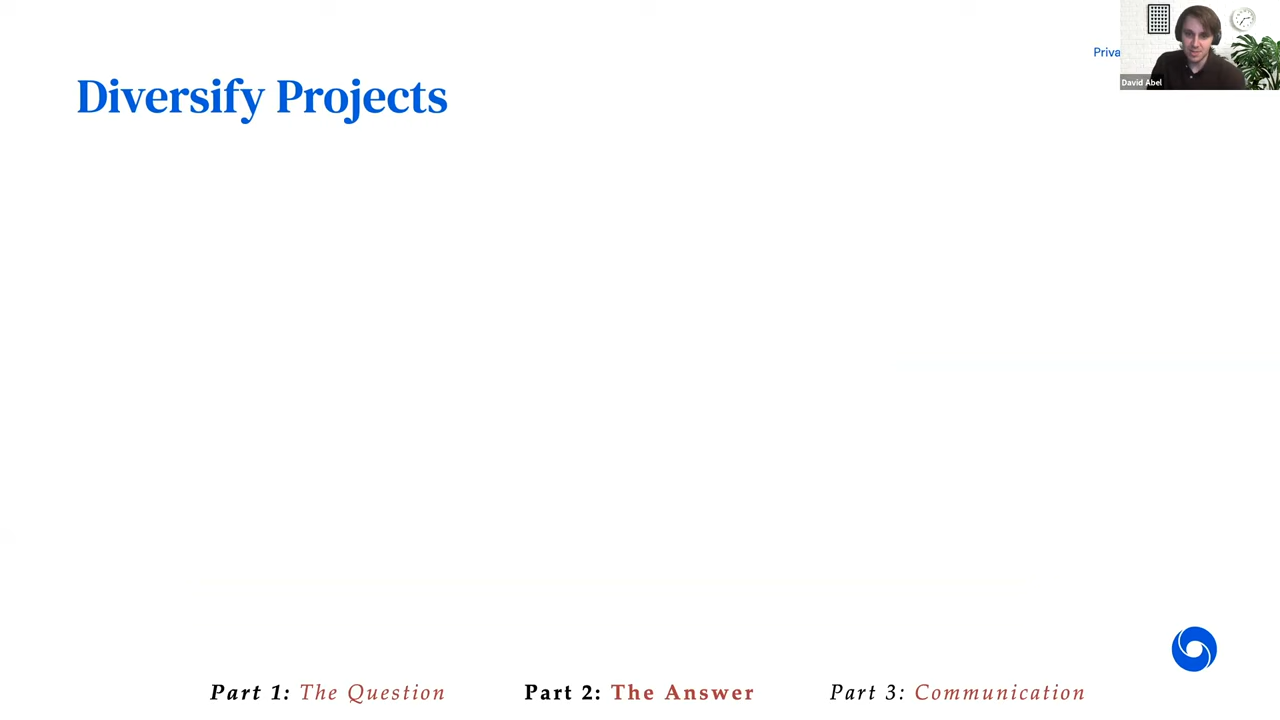 Diversify Projects
Priva
David Abel
Part 1: The Question
Part 2: The Answer
Part 3: Communication